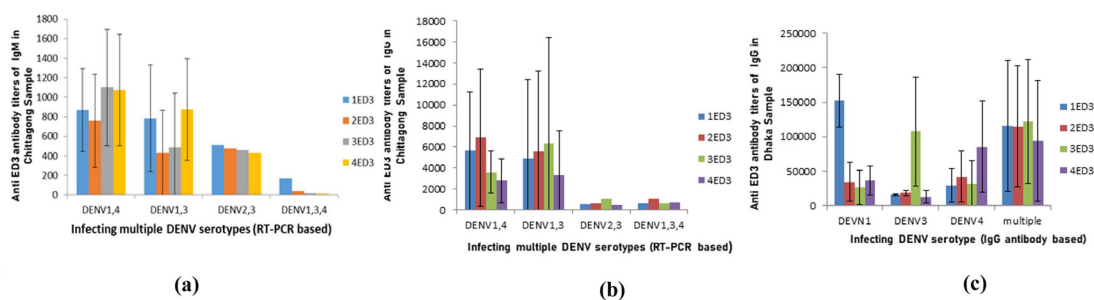 Anti ED3 antibody titers of IgM in
Chittagong Sample
1800
1600
1400
1200
1000
800
600
400
200
0
DENV1,4
DENV1,3
DENV2,3
DENV1,3,4
Infecting multiple DENV serotypes (RT-PCR based)
1ED3
2ED3
3ED3
4ED3
(a)
Anti ED3 antibody titers of IgG in
Chittagong Sample
18000
16000
14000
12000
10000
8000
6000
4000
2000
0
DENV1,4
DENV1,3
DENV2,3
DENV1,3,4
Infecting multiple DENV serotypes (RT-PCR based)
1ED3
2ED3
3ED3
4ED3
(b)
Anti ED3 antibody titers of IgG in
Dhaka Sample
250000
200000
150000
100000
50000
0
DEVN1
DENV3
DENV4
multiple
Infecting DENV serotype (IgG antibody based)
1ED3
2ED3
3ED3
4ED3
(c)